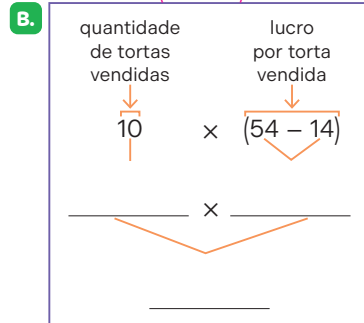 B.
quantidade
de tortas
vendidas
lucro
por torta
vendida
10 × (54 – 14)
×